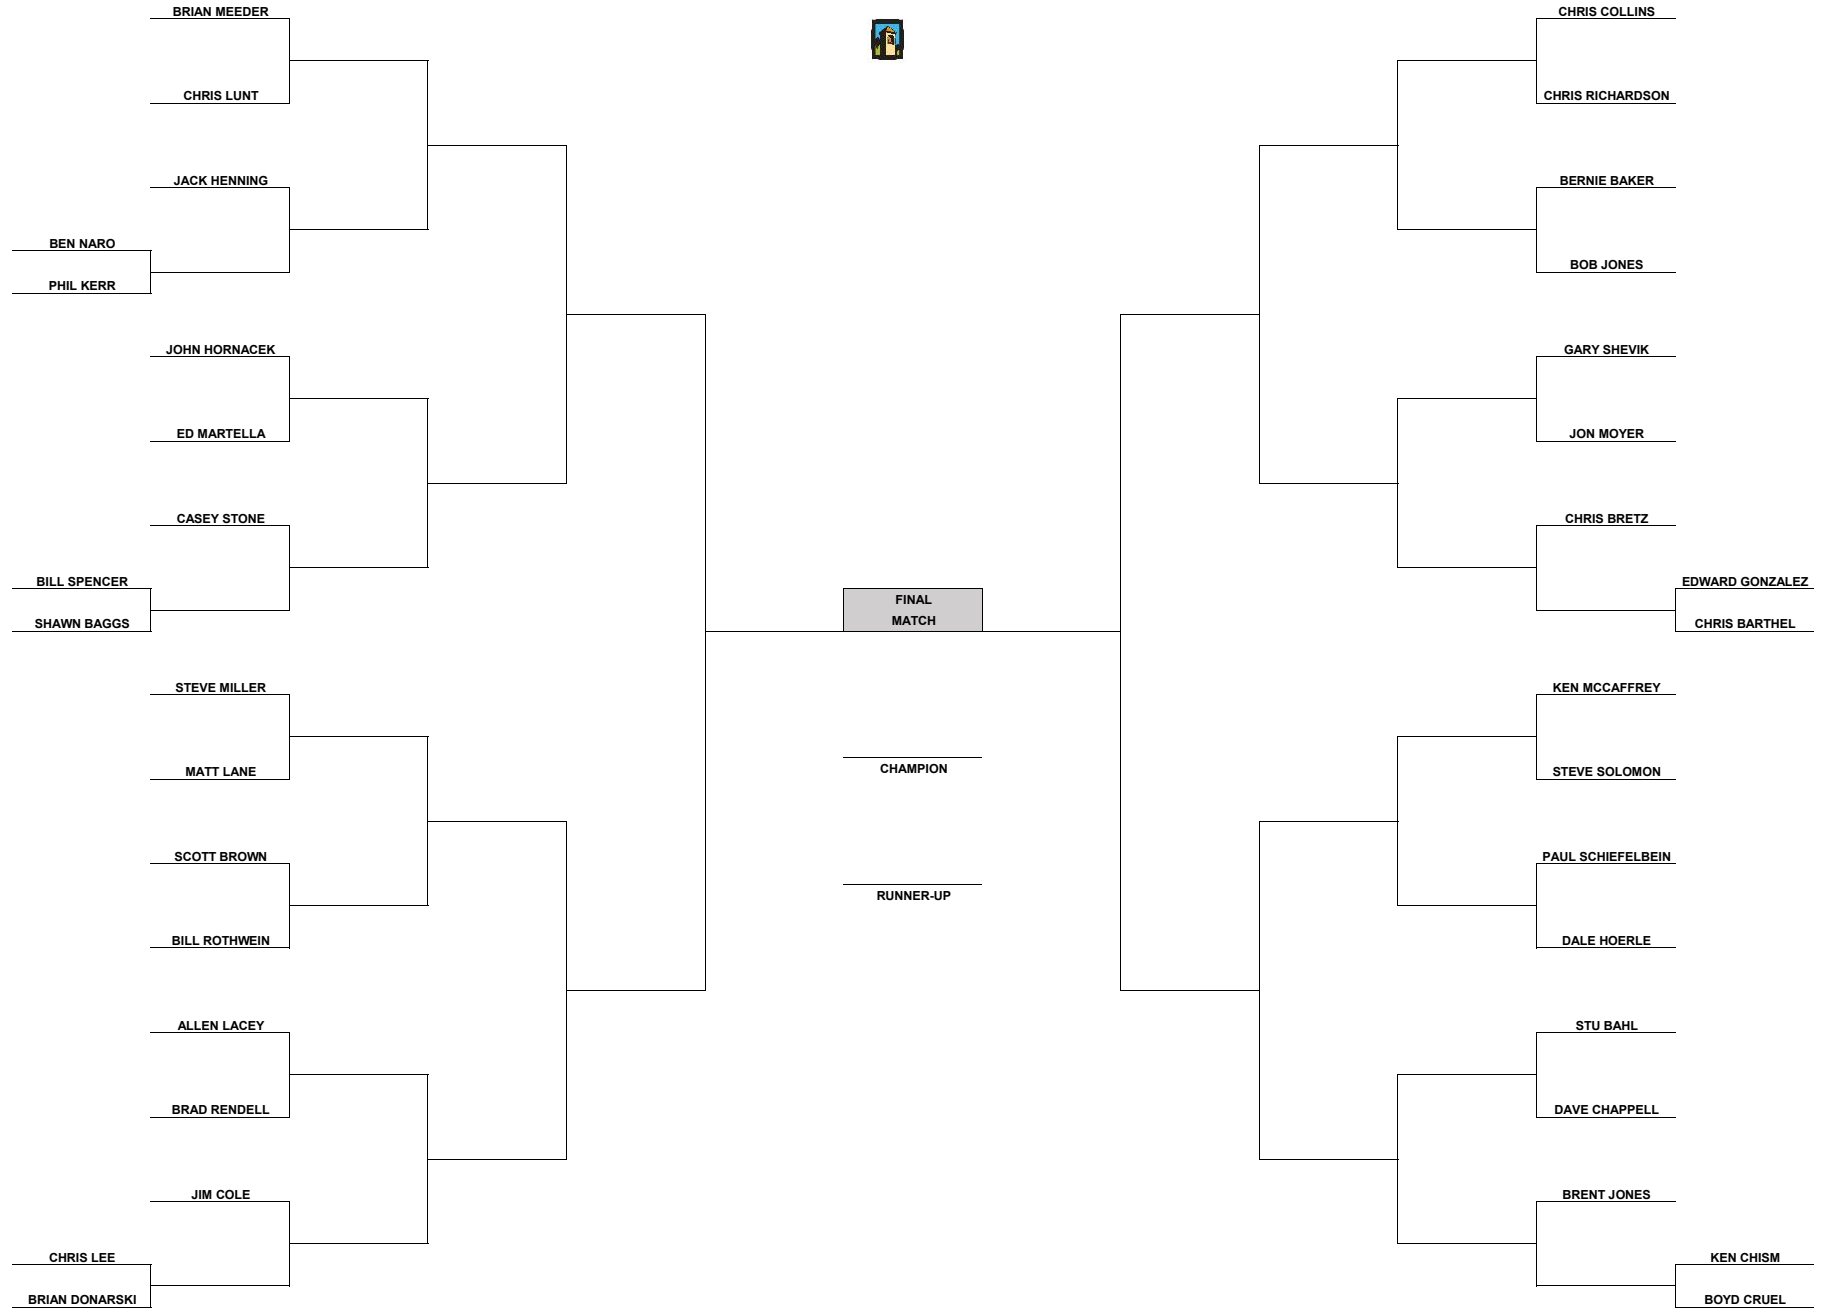 BRIAN MEEDER
CHRIS LUNT
JACK HENNING
BEN NARO
PHIL KERR
JOHN HORNACEK
ED MARTELLA
CASEY STONE
BILL SPENCER
SHAWN BAGGS
STEVE MILLER
MATT LANE
SCOTT BROWN
BILL ROTHWEIN
ALLEN LACEY
BRAD RENDELL
JIM COLE
CHRIS LEE
BRIAN DONARSKI
FINAL
MATCH
CHAMPION
RUNNER-UP
CHRIS COLLINS
CHRIS RICHARDSON
BERNIE BAKER
BOB JONES
GARY SHEVIK
JON MOYER
CHRIS BRETZ
EDWARD GONZALEZ
CHRIS BARTHEL
KEN MCCAFFREY
STEVE SOLOMON
PAUL SCHIEFELBEIN
DALE HOERLE
STU BAHL
DAVE CHAPPELL
BRENT JONES
KEN CHISM
BOYD CRUEL